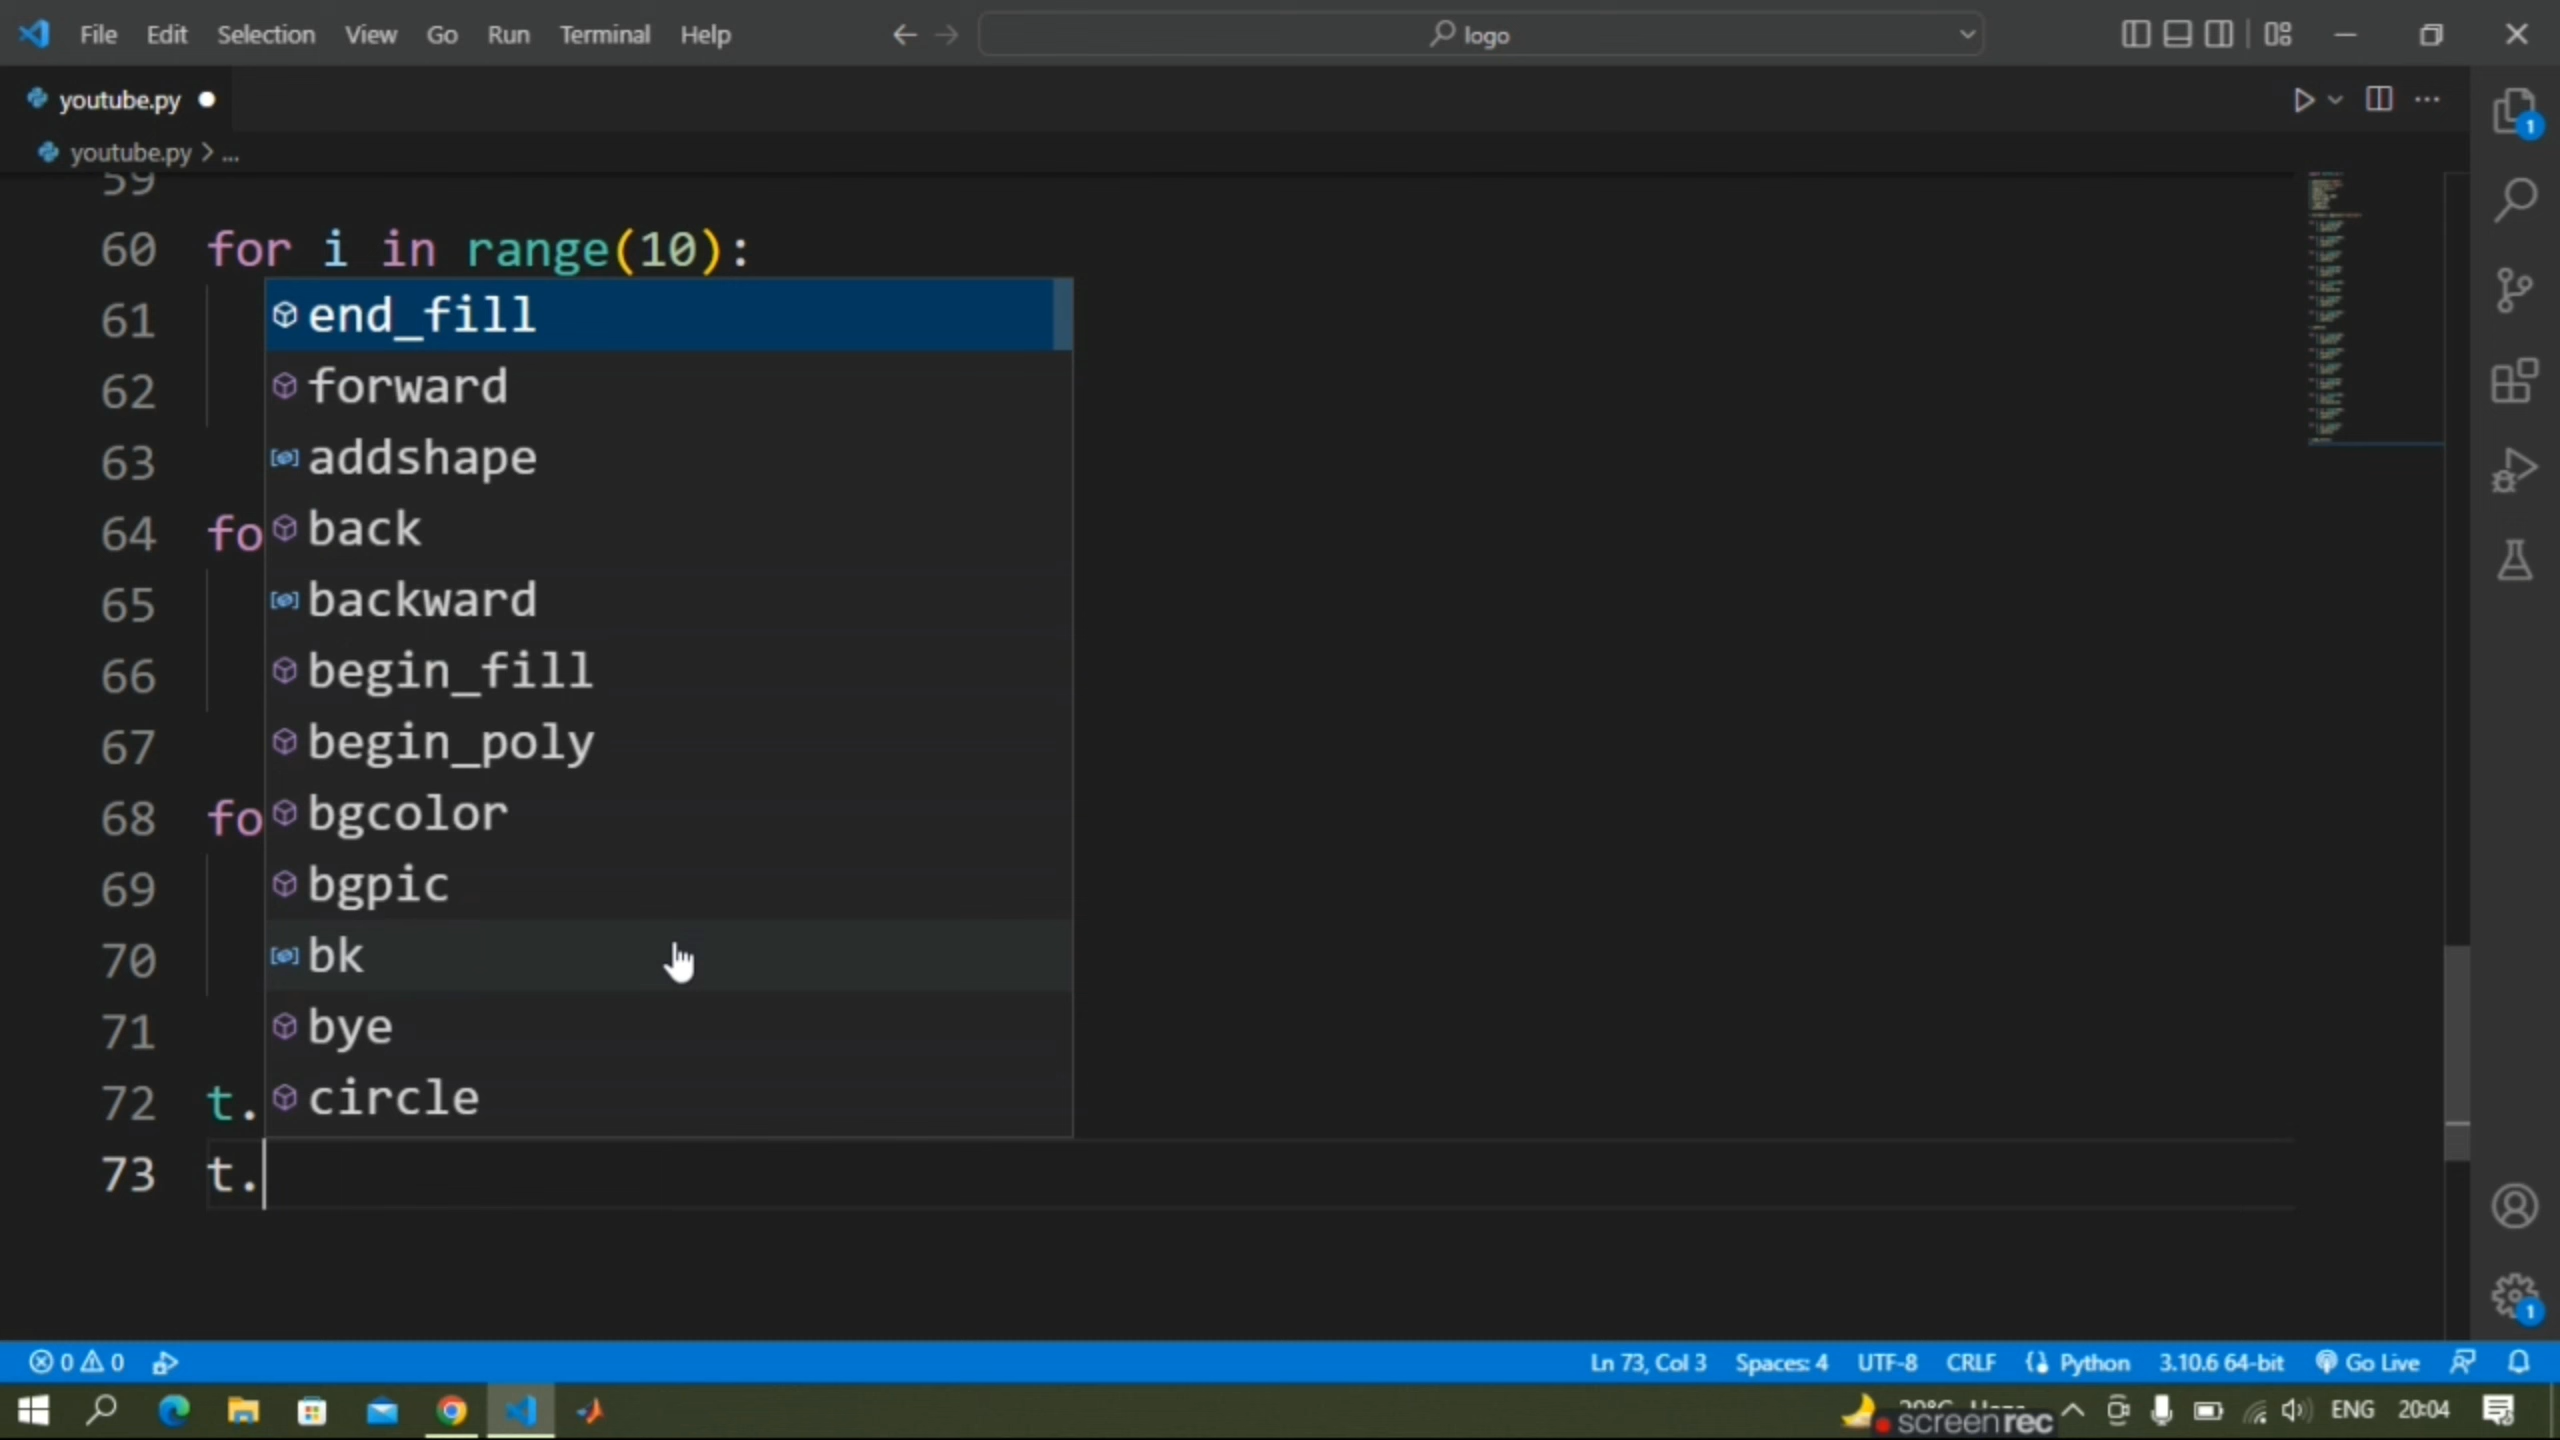 File Edit Selection View Go Run Terminal Help
logo
youtube.py
youtube.py > ...
59
60 for i in range(10):
61
end_fill
62
forward
63
addshape
64 fo
back
65
backward
66
begin_fill
67
begin_poly
68 fo
bgcolor
69
bgpic
70
bk
71
bye
72 t.
circle
73 t.
0 0
Ln 73, Col 3 Spaces: 4 UTF-8 CRLF Python 3.10.6 64-bit Go Live
1
1
ENG 20:04
screenrec